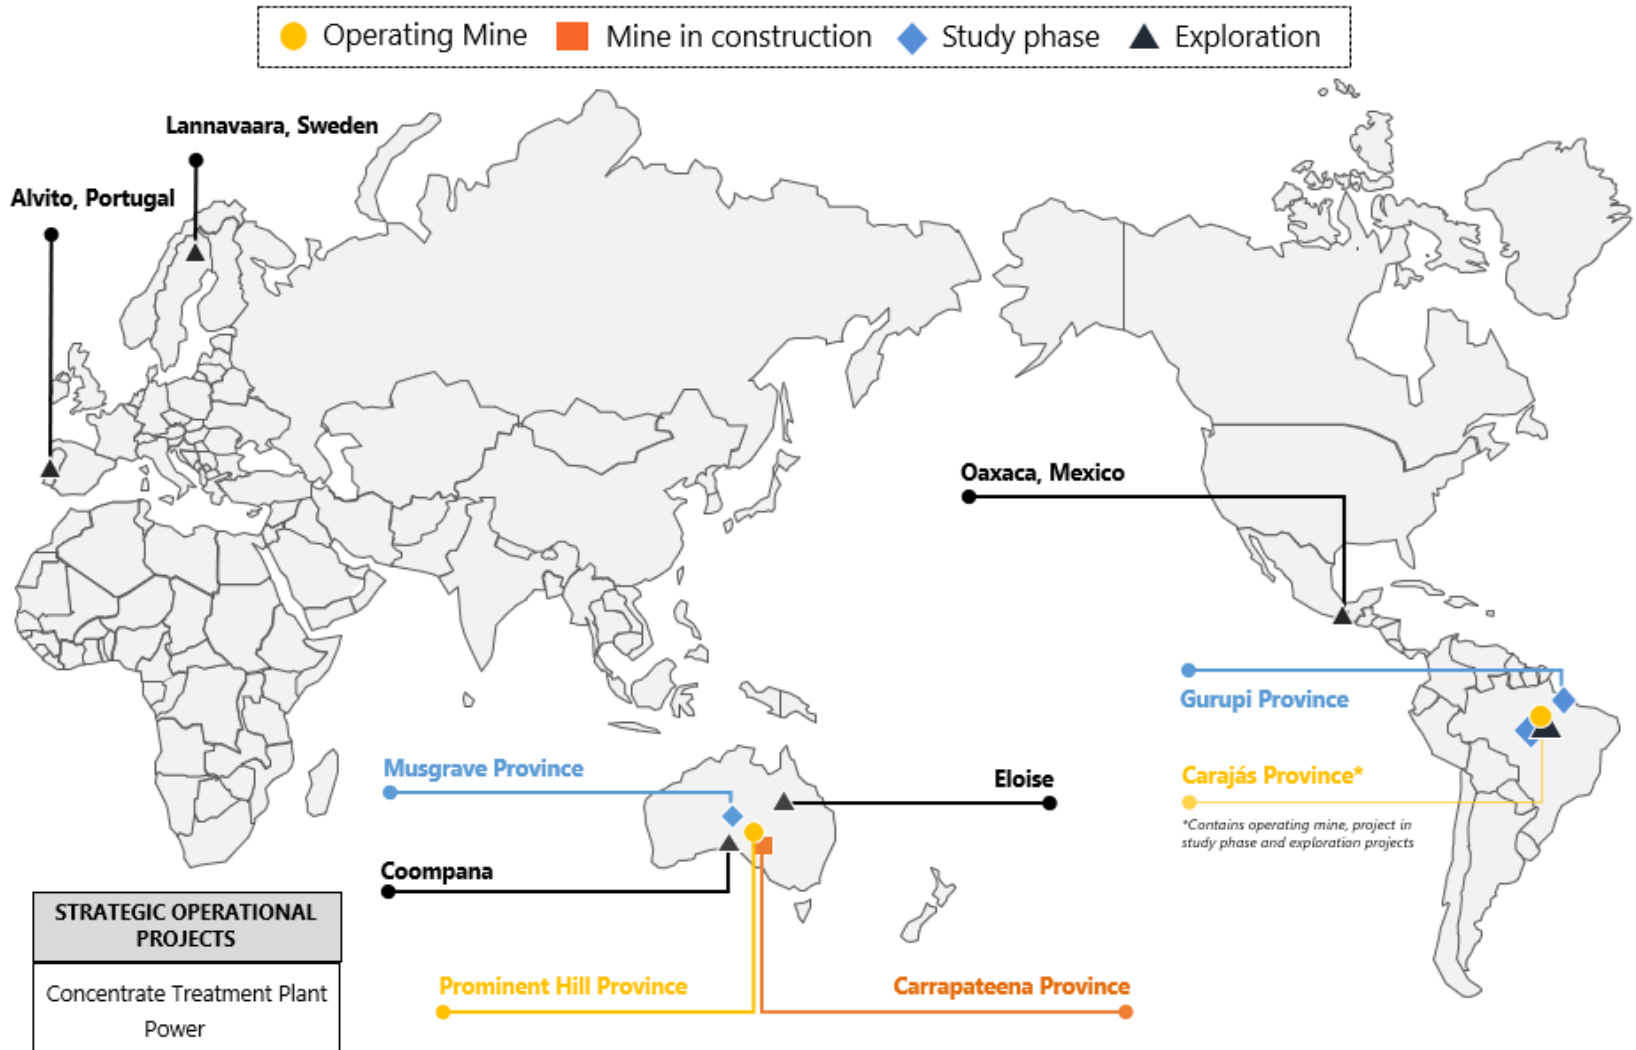 Operating Mine
Mine in construction
Study phase
Exploration
Lannavaara, Sweden
Alvito, Portugal
Oaxaca, Mexico
Gurupi Province
Musgrave Province
Eloise
Carajás Province*
*Contains operating mine, project in
study phase and exploration projects
Coompana
STRATEGIC OPERATIONAL
PROJECTS
Concentrate Treatment Plant
Power
Prominent Hill Province
Carrapateena Province